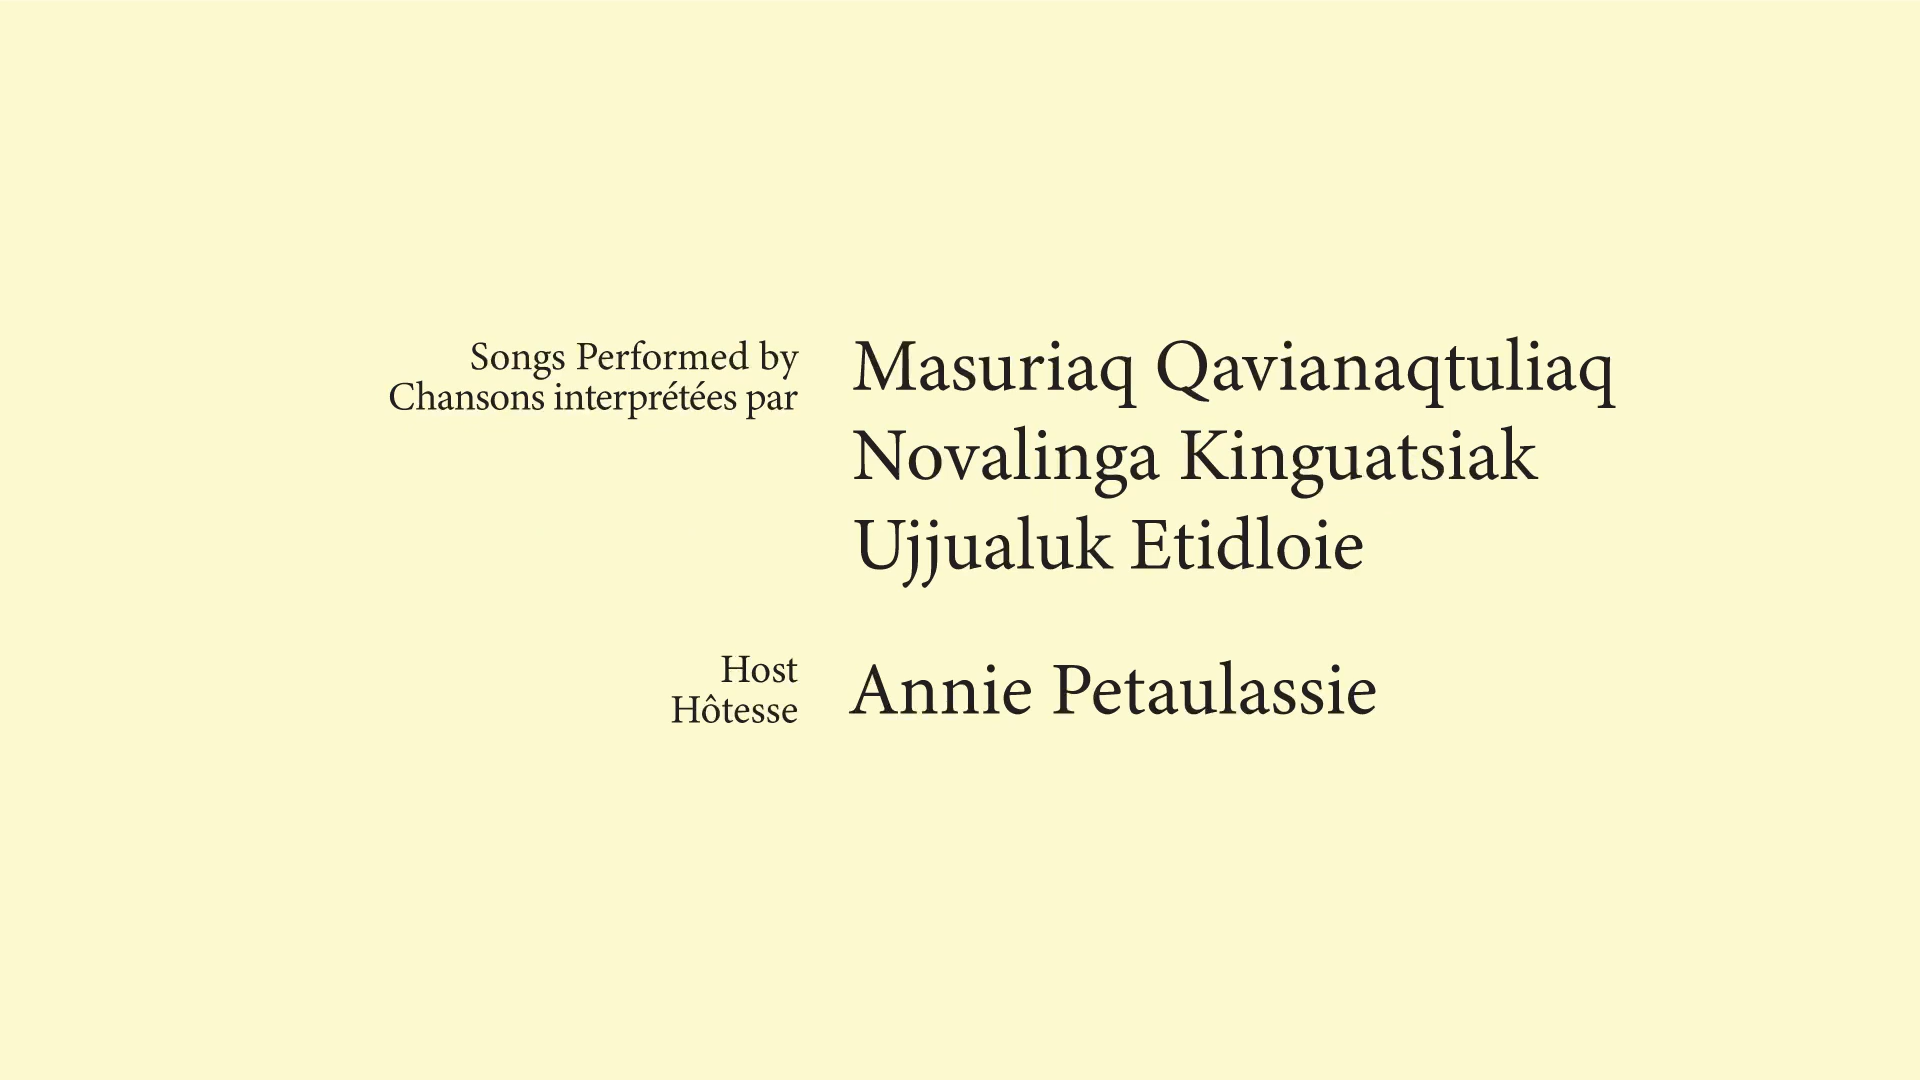 Songs Performed by
Chansons interprétées par
Masuriaq Qavianaqtuliaq
Novalinga Kinguatsiak
Ujjualuk Etidloie
Host
Hôtesse
Annie Petaulassie